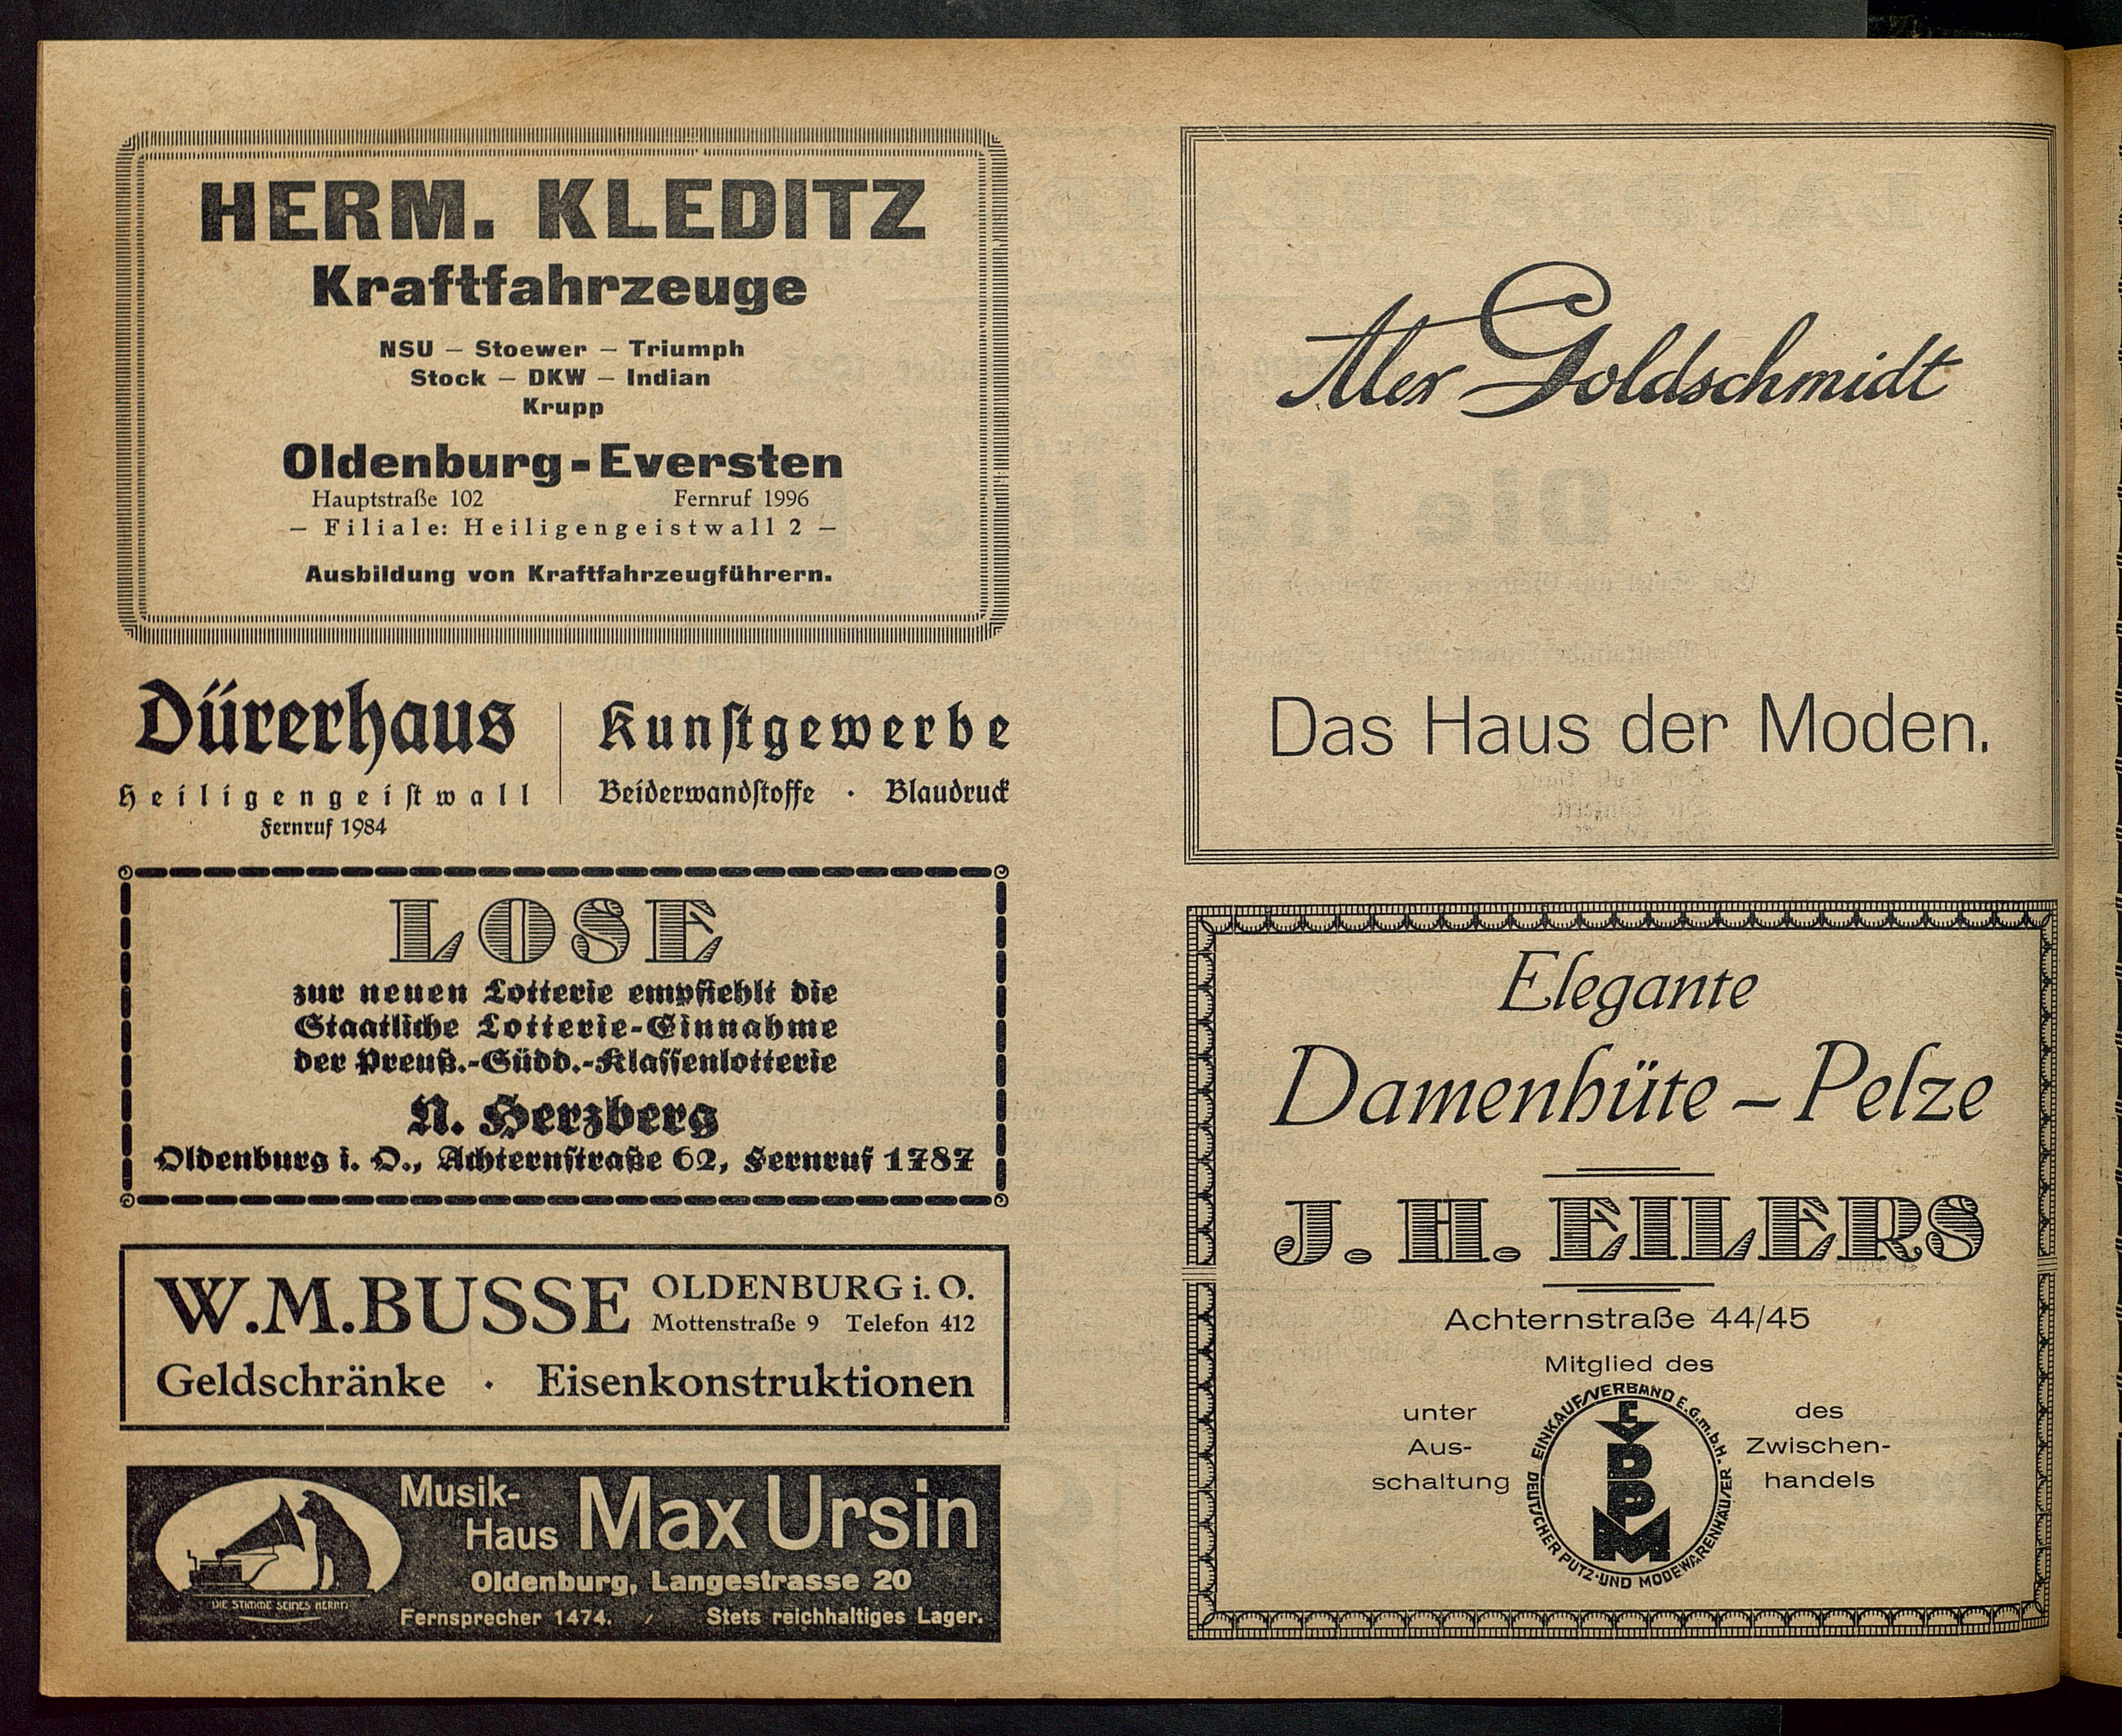 HERM. KLEDITZ
Kraftfahrzeuge
NSU – Stoewer – Triumph
Stock – DKW – Indian
Krupp
Oldenburg-Eversten
Hauptstraße 102 Fernruf 1996
– Filiale: Heiligengeistwall 2 –
Ausbildung von Kraftfahrzeugführern.
Dürerhaus
Heiligengeistwall
Fernruf 1984
Kunstgewerbe
Beiderwandstoffe · Blaudruck
LOSE
zur neuen Lotterie empfiehlt die
Staatliche Lotterie-Einnahme
der Preuß.-Südd.-Klassenlotterie
N. Herzberg
Oldenburg i. O., Achternstraße 62, Fernruf 1787
W.M.BUSSE OLDENBURG i. O.
Mottenstraße 9 Telefon 412
Geldschränke · Eisenkonstruktionen
Musik-
Haus Max Ursin
Oldenburg, Langestrasse 20
DIE STIMME SEINES HERRN
Fernsprecher 1474. / Stets reichhaltiges Lager.
Alex Goldschmidt
Das Haus der Moden.
Elegante
Damenhüte – Pelze
J. H. EILERS
Achternstraße 44/45
Mitglied des
EINKAUFSVERBAND E.G.m.b.H.
DEUTSCHER PUTZ-UND MODEWARENHÄUSER
E
V
D
P
M
unter
Aus-
schaltung
des
Zwischen-
handels